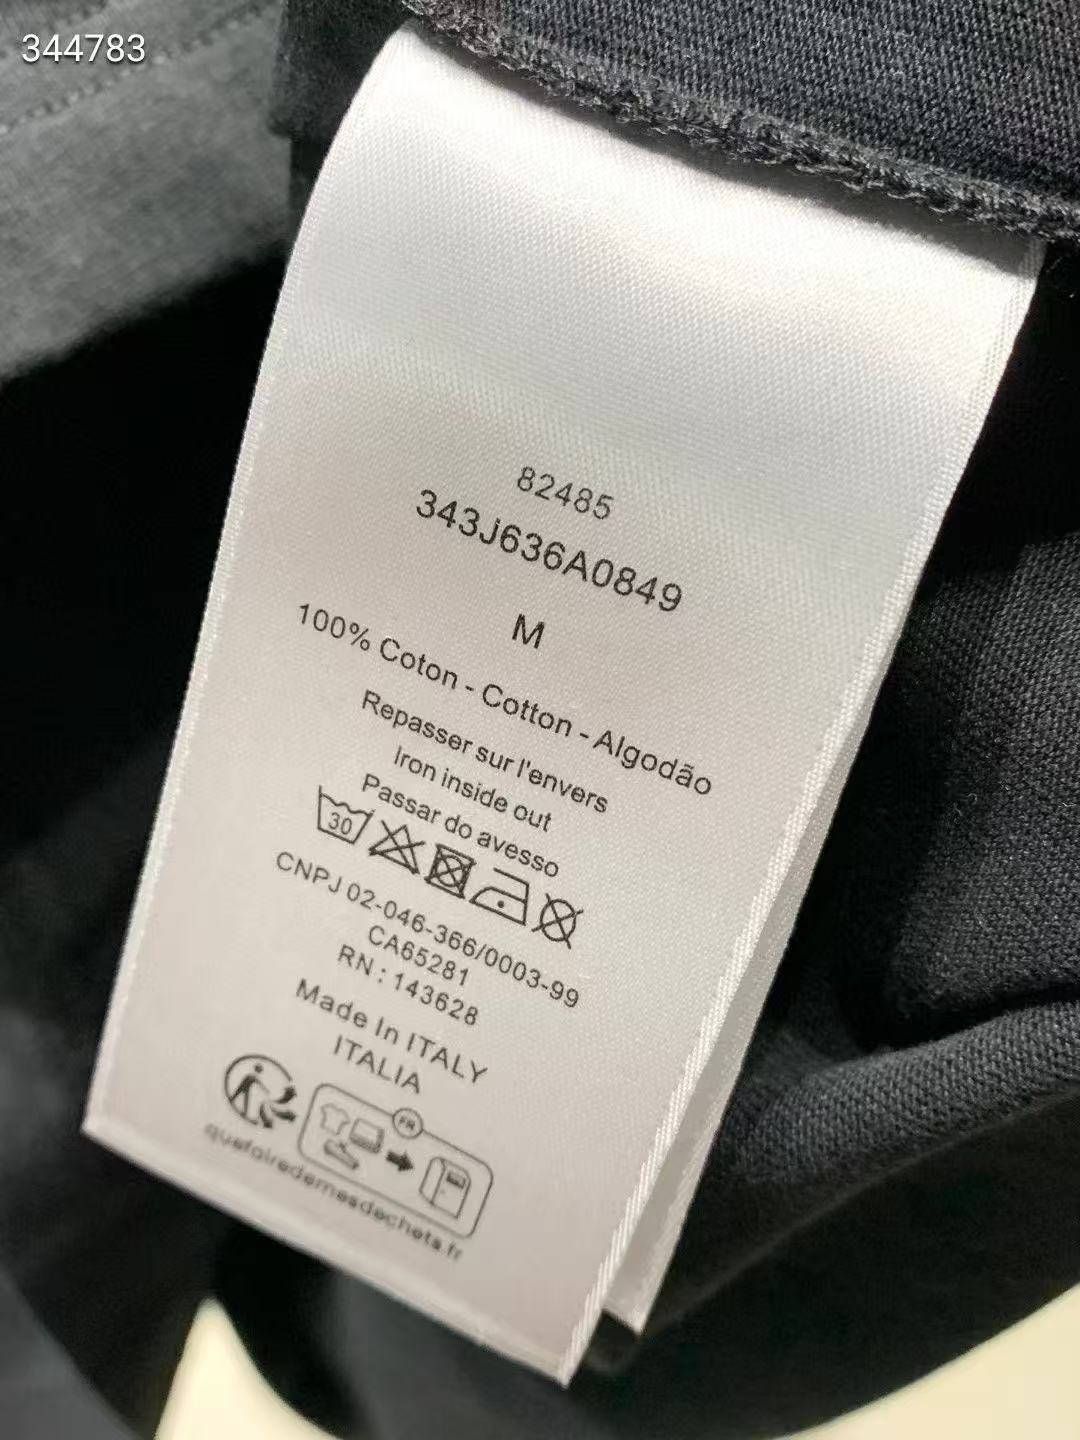 344783
82485
343J636A0849
M
100% Coton - Cotton - Algodão
Repasser sur l'envers
Iron inside out
Passar do avesso
30
CNPJ 02-046-366/0003-99
CA65281
RN : 143628
Made In ITALY
ITALIA
FR
quefairedemesdechets.fr